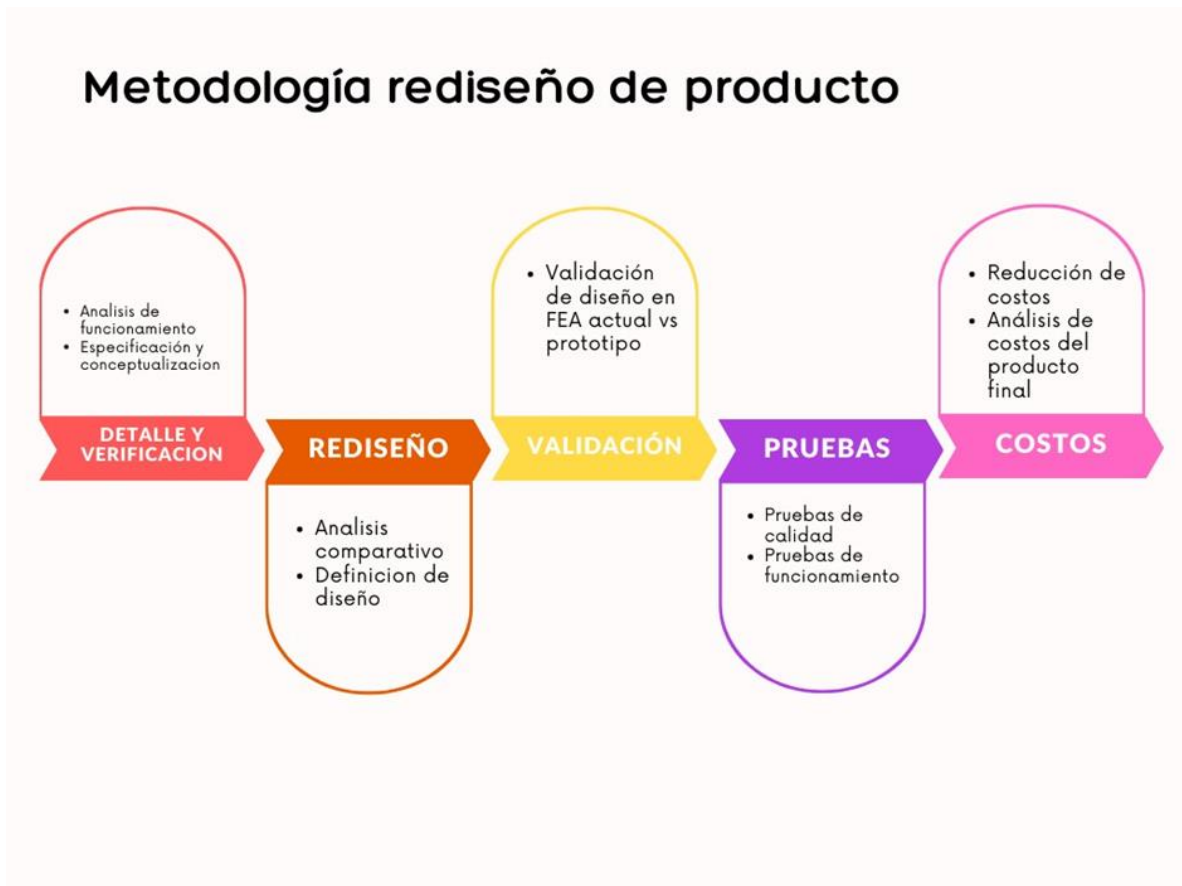 Metodología rediseño de producto
• Analisis de
funcionamiento
• Especificación y
conceptualizacion
DETALLE Y
VERIFICACION
REDISEÑO
• Analisis
comparativo
• Definicion de
diseño
• Validación
de diseño en
FEA actual vs
prototipo
VALIDACIÓN
PRUEBAS
• Pruebas de
calidad
• Pruebas de
funcionamiento
• Reducción de
costos
• Análisis de
costos del
producto
final
COSTOS